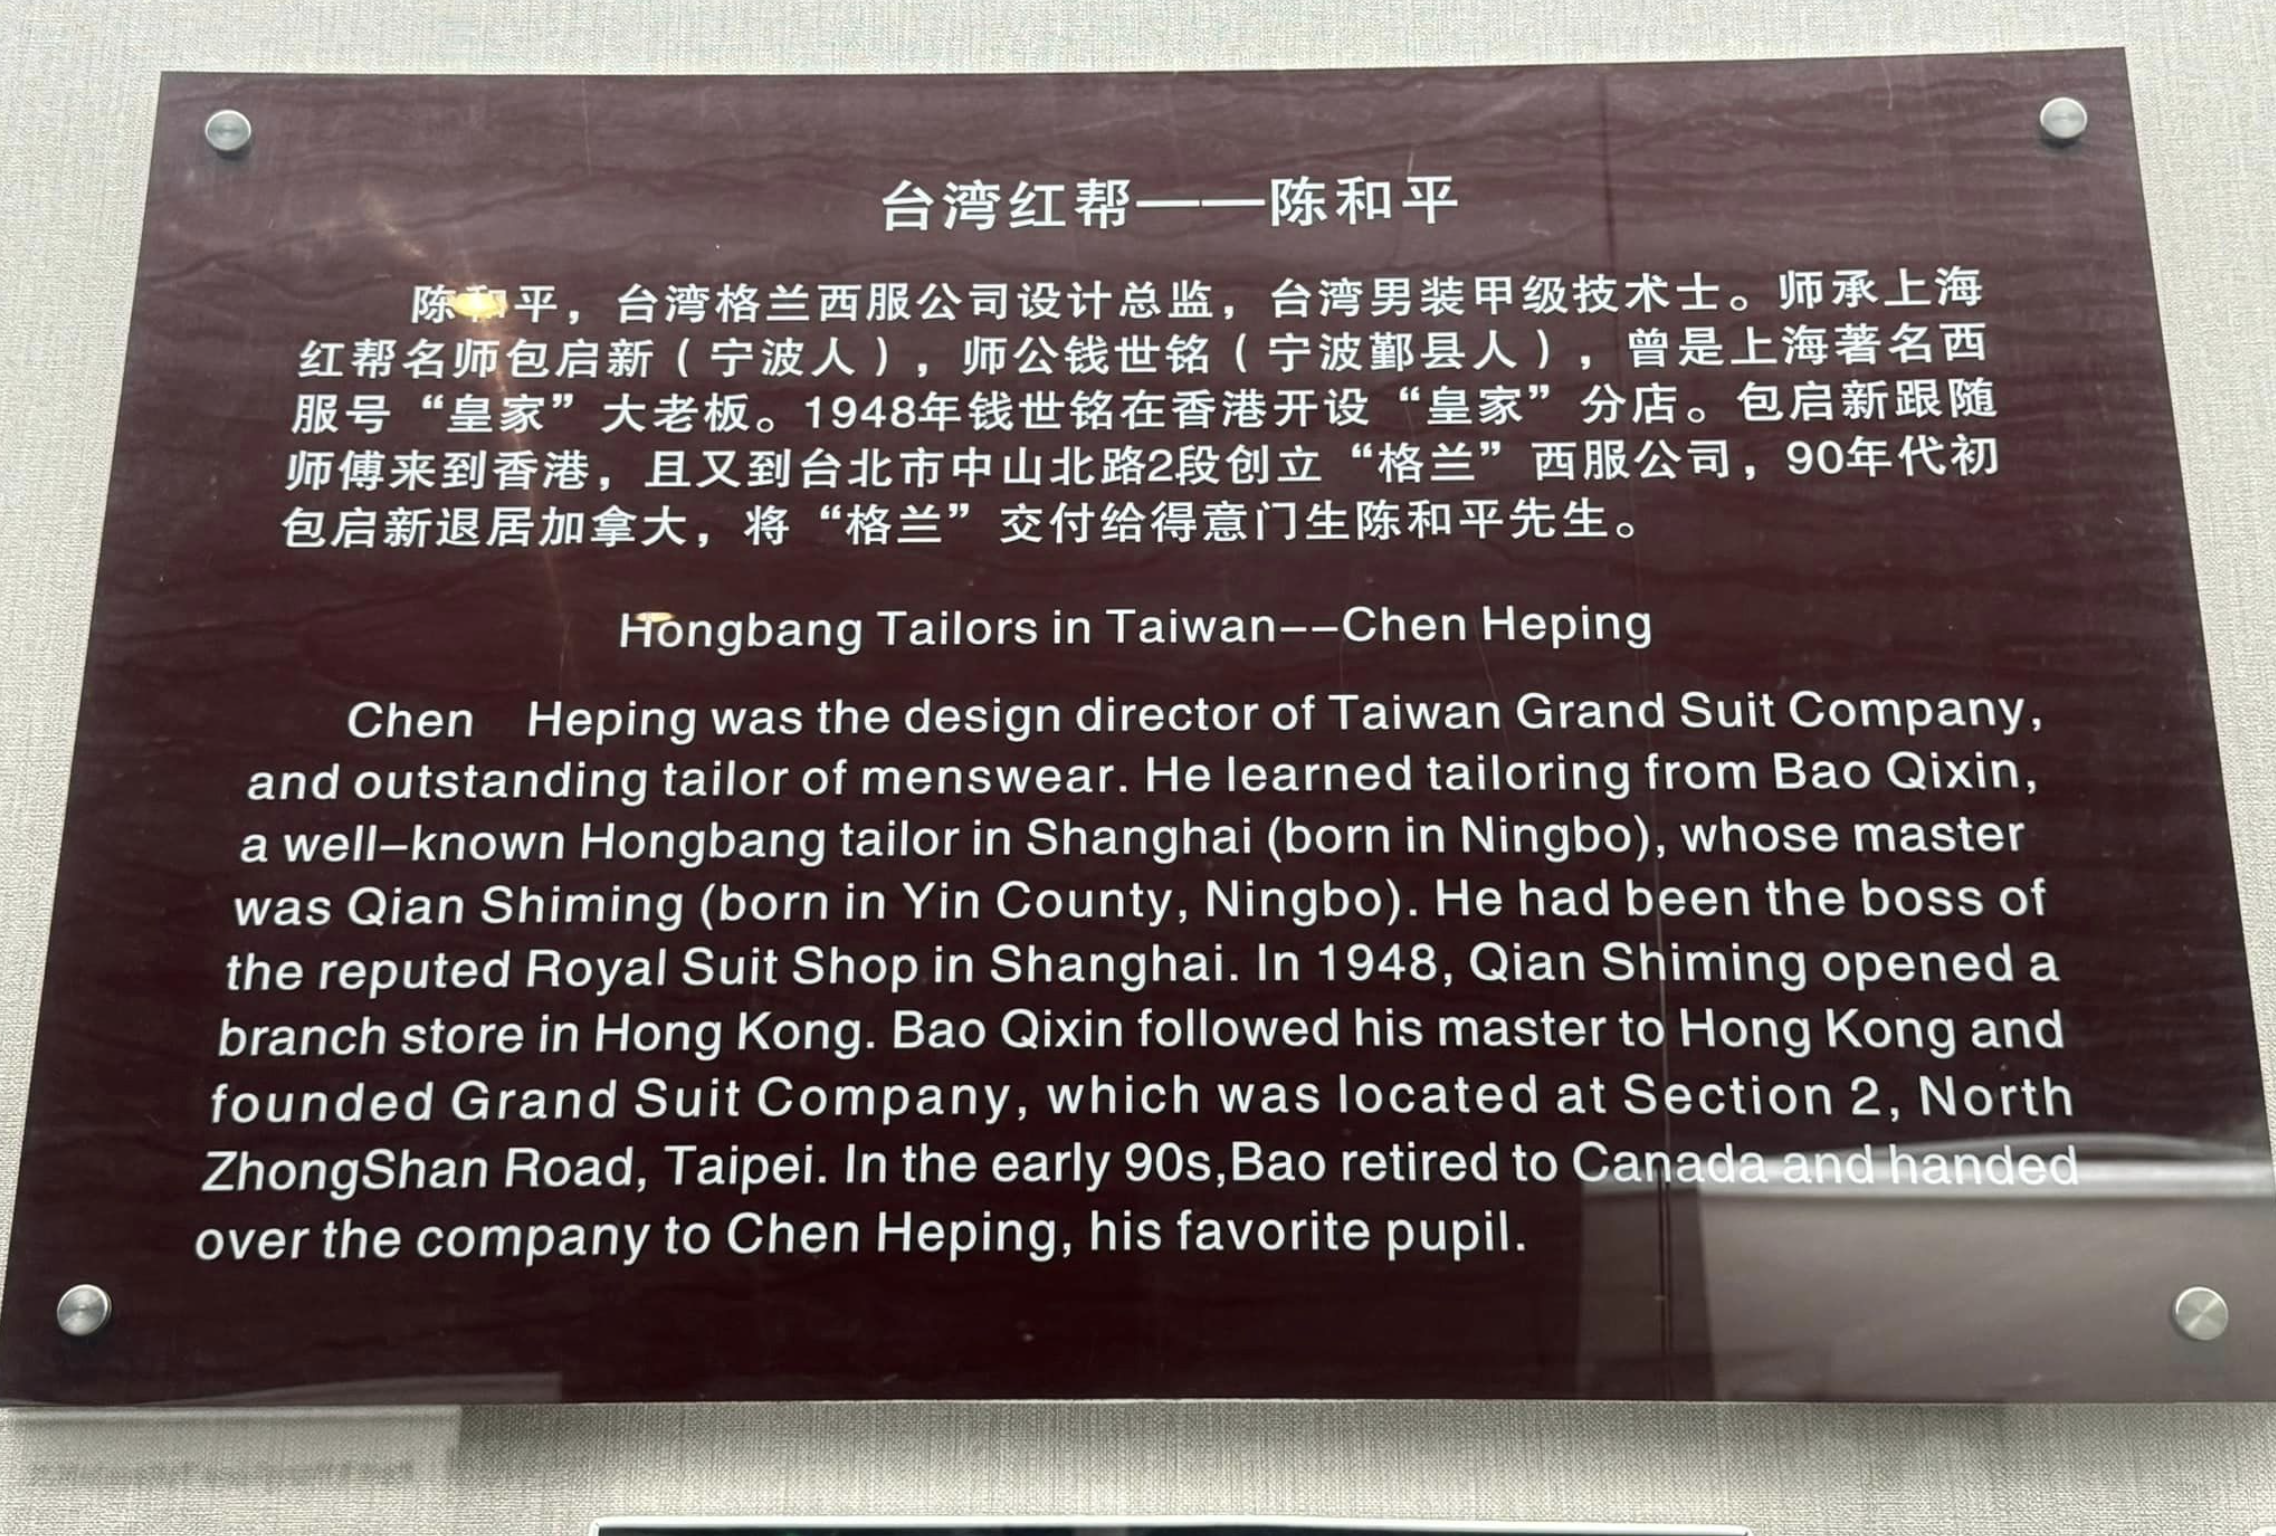 台湾红帮——陈和平
陈和平，台湾格兰西服公司设计总监，台湾男装甲级技术士。师承上海
红帮名师包启新（宁波人），师公钱世铭（宁波鄞县人），曾是上海著名西
服号“皇家”大老板。1948年钱世铭在香港开设“皇家”分店。包启新跟随
师傅来到香港，且又到台北市中山北路2段创立“格兰”西服公司，90年代初
包启新退居加拿大，将“格兰”交付给得意门生陈和平先生。
Hongbang Tailors in Taiwan--Chen Heping
Chen Heping was the design director of Taiwan Grand Suit Company,
and outstanding tailor of menswear. He learned tailoring from Bao Qixin,
a well-known Hongbang tailor in Shanghai (born in Ningbo), whose master
was Qian Shiming (born in Yin County, Ningbo). He had been the boss of
the reputed Royal Suit Shop in Shanghai. In 1948, Qian Shiming opened a
branch store in Hong Kong. Bao Qixin followed his master to Hong Kong and
founded Grand Suit Company, which was located at Section 2, North
ZhongShan Road, Taipei. In the early 90s,Bao retired to Canada and handed
over the company to Chen Heping, his favorite pupil.